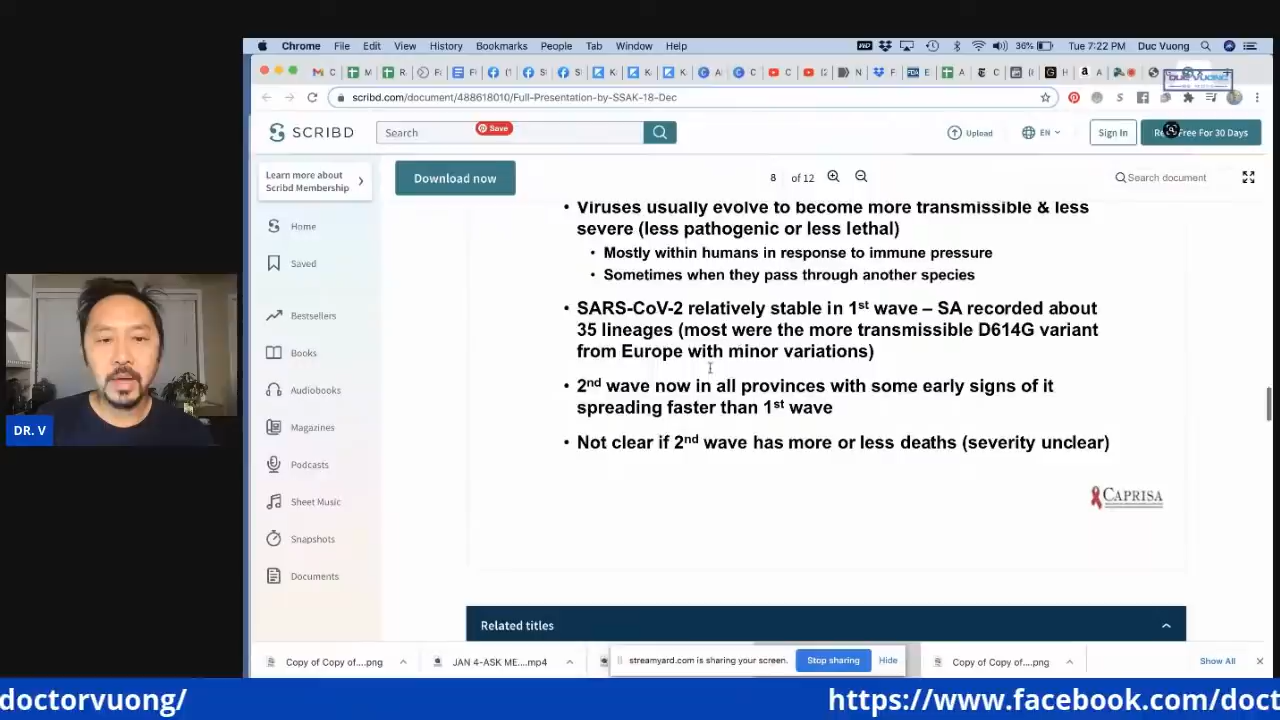 Chrome File Edit View History Bookmarks People Tab Window Help 36% Tue 7:22 PM Duc Vuong
scribd.com/document/488618010/Full-Presentation-by-SSAK-18-Dec
SCRIBD Search Save Upload EN Sign In Free For 30 Days
Learn more about
Scribd Membership
Download now 8 of 12 Search document
Home
Saved
Bestsellers
Books
Audiobooks
Magazines
Podcasts
Sheet Music
Snapshots
Documents
• Viruses usually evolve to become more transmissible & less
severe (less pathogenic or less lethal)
• Mostly within humans in response to immune pressure
• Sometimes when they pass through another species
• SARS-CoV-2 relatively stable in 1st wave – SA recorded about
35 lineages (most were the more transmissible D614G variant
from Europe with minor variations)
• 2nd wave now in all provinces with some early signs of it
spreading faster than 1st wave
• Not clear if 2nd wave has more or less deaths (severity unclear)
CAPRISA
Related titles
DR. V
Copy of Copy of....png JAN 4-ASK ME....mp4 streamyard.com is sharing your screen. Stop sharing Hide Copy of Copy of....png Show All
doctorvuong/ https://www.facebook.com/doct